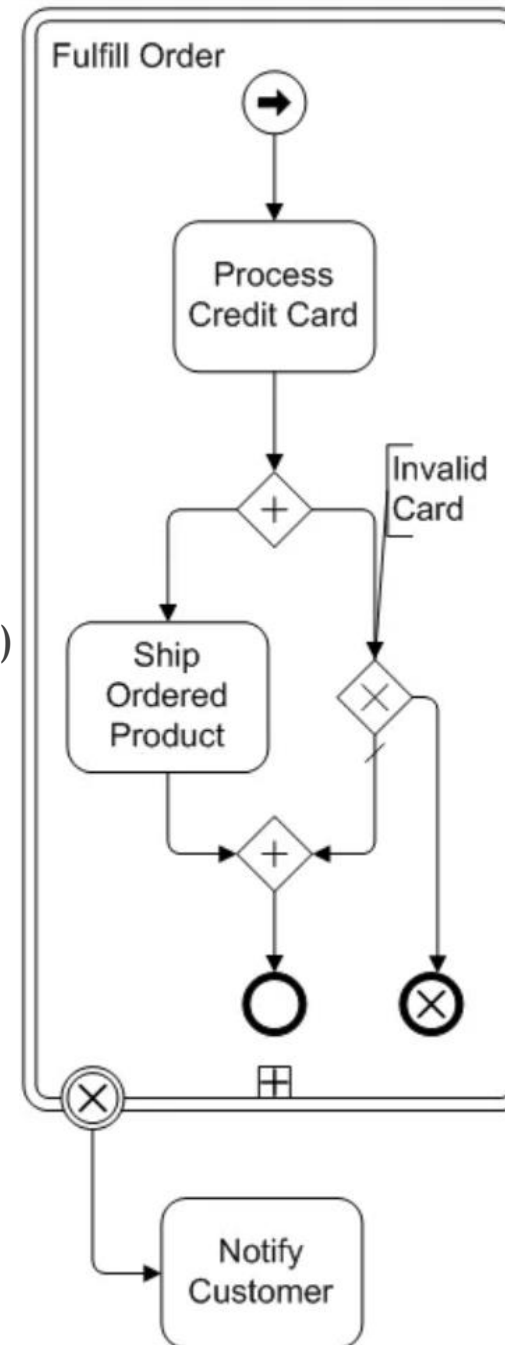 Fulfill Order
Process
Credit Card
Invalid
Card
)
Ship
Ordered
Product
Notify
Customer